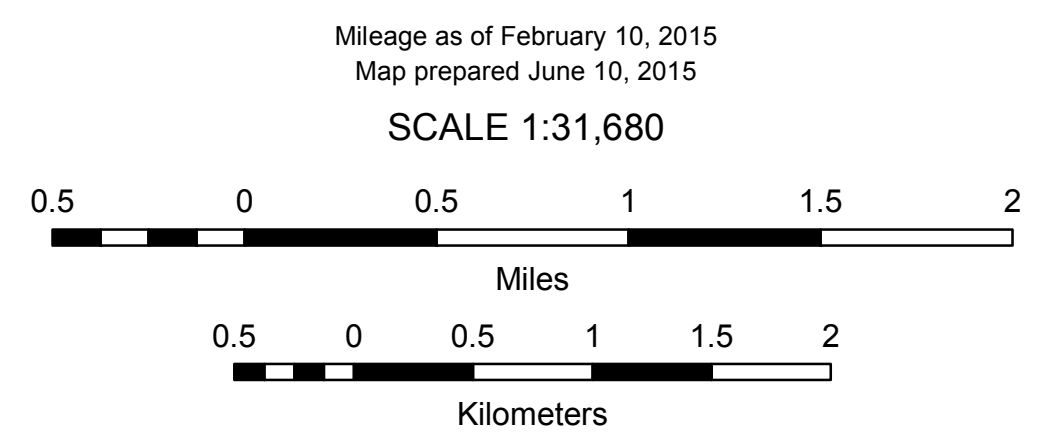 Mileage as of February 10, 2015
Map prepared June 10, 2015
SCALE 1:31,680
0.5 0 0.5 1 1.5 2
Miles
0.5 0 0.5 1 1.5 2
Kilometers